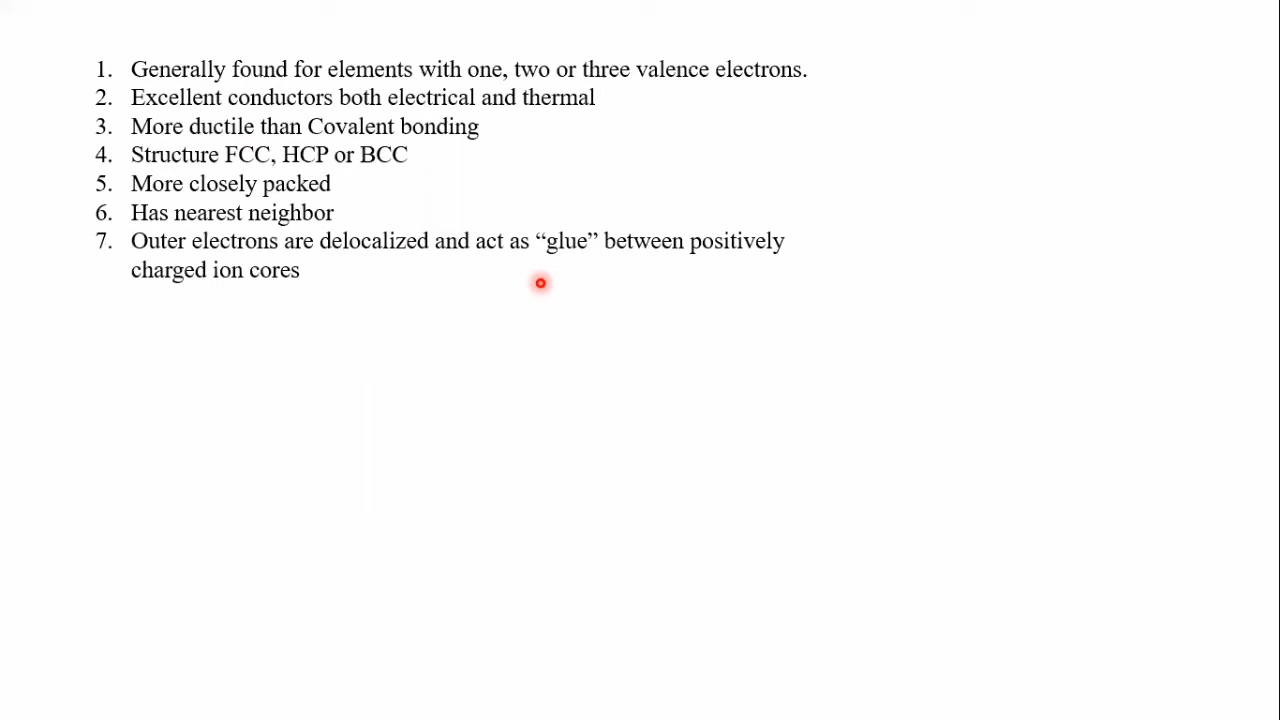 1. Generally found for elements with one, two or three valence electrons.
2. Excellent conductors both electrical and thermal
3. More ductile than Covalent bonding
4. Structure FCC, HCP or BCC
5. More closely packed
6. Has nearest neighbor
7. Outer electrons are delocalized and act as “glue” between positively
charged ion cores